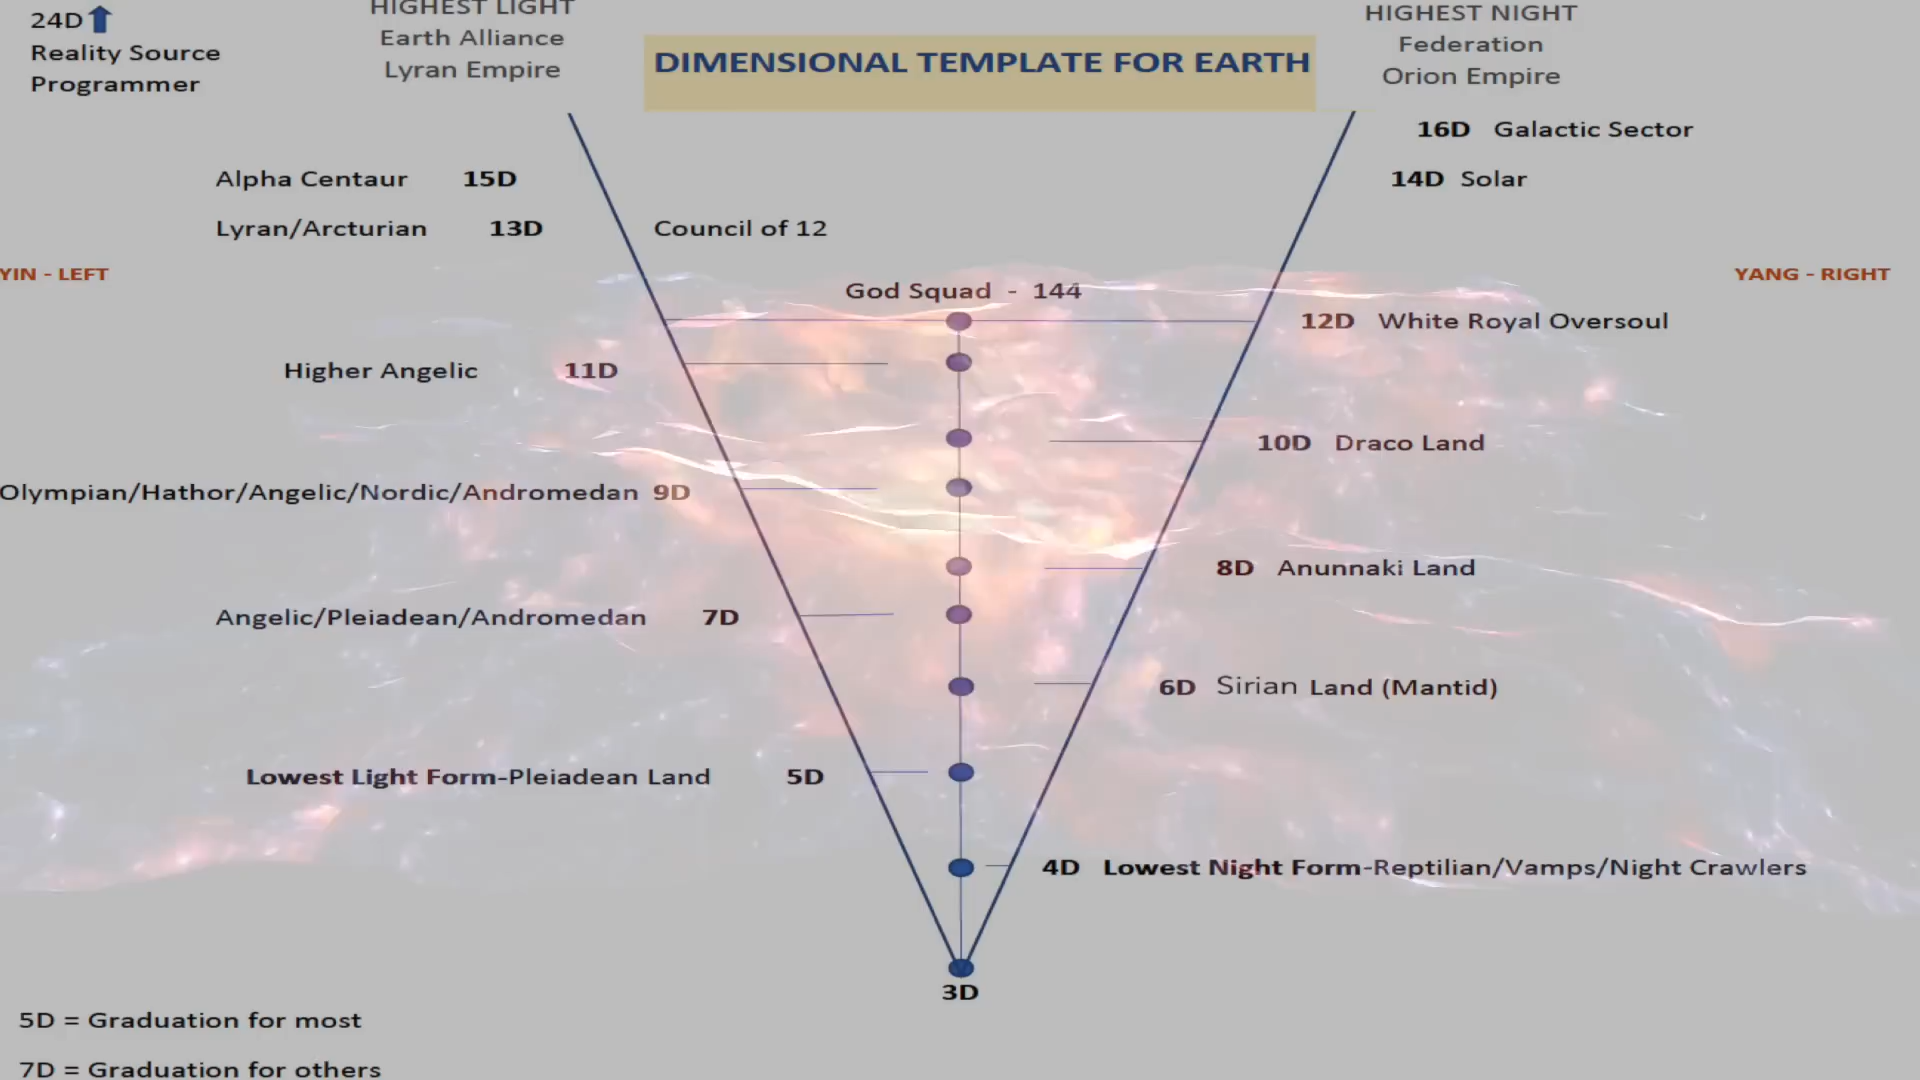 24D
Reality Source
Programmer
HIGHEST LIGHT
Earth Alliance
Lyran Empire
DIMENSIONAL TEMPLATE FOR EARTH
HIGHEST NIGHT
Federation
Orion Empire
16D Galactic Sector
Alpha Centaur 15D
14D Solar
Lyran/Arcturian 13D
Council of 12
YIN - LEFT
YANG - RIGHT
God Squad - 144
12D White Royal Oversoul
Higher Angelic 11D
10D Draco Land
Olympian/Hathor/Angelic/Nordic/Andromedan 9D
8D Anunnaki Land
Angelic/Pleiadean/Andromedan 7D
6D Sirian Land (Mantid)
Lowest Light Form-Pleiadean Land 5D
4D Lowest Night Form-Reptilian/Vamps/Night Crawlers
3D
5D = Graduation for most
7D = Graduation for others